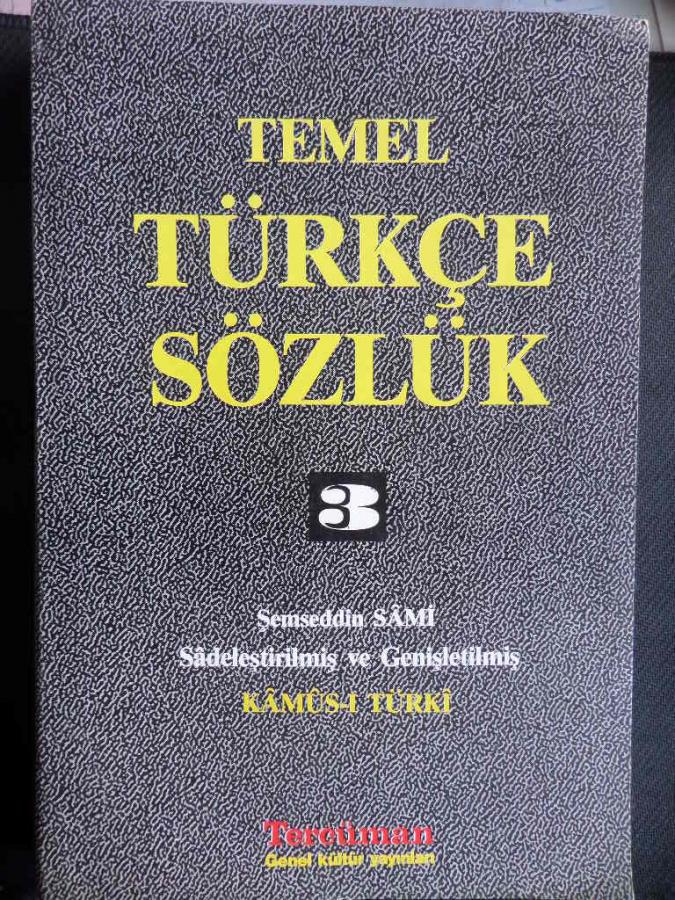 TEMEL
TÜRKÇE
SÖZLÜK
3
Şemseddin SÂMİ
Sâdeleştirilmiş ve Genişletilmiş
KÂMÛS-I TÜRKÎ
Tercüman
Genel kültür yayınları